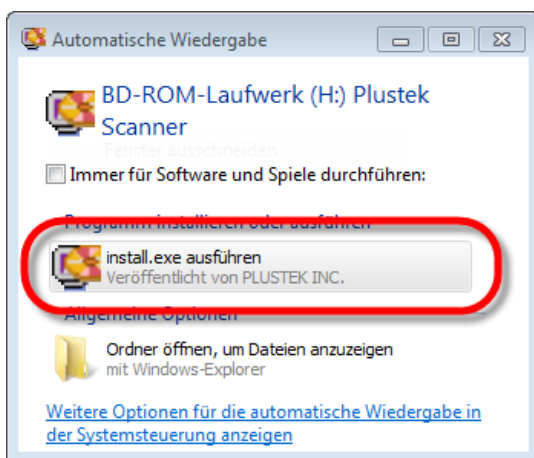 Automatische Wiedergabe
BD-ROM-Laufwerk (H:) Plustek
Scanner
Fenster ausschneiden
Immer für Software und Spiele durchführen:
Programm installieren oder ausführen
install.exe ausführen
Veröffentlicht von PLUSTEK INC.
Allgemeine Optionen
Ordner öffnen, um Dateien anzuzeigen
mit Windows-Explorer
Weitere Optionen für die automatische Wiedergabe in
der Systemsteuerung anzeigen